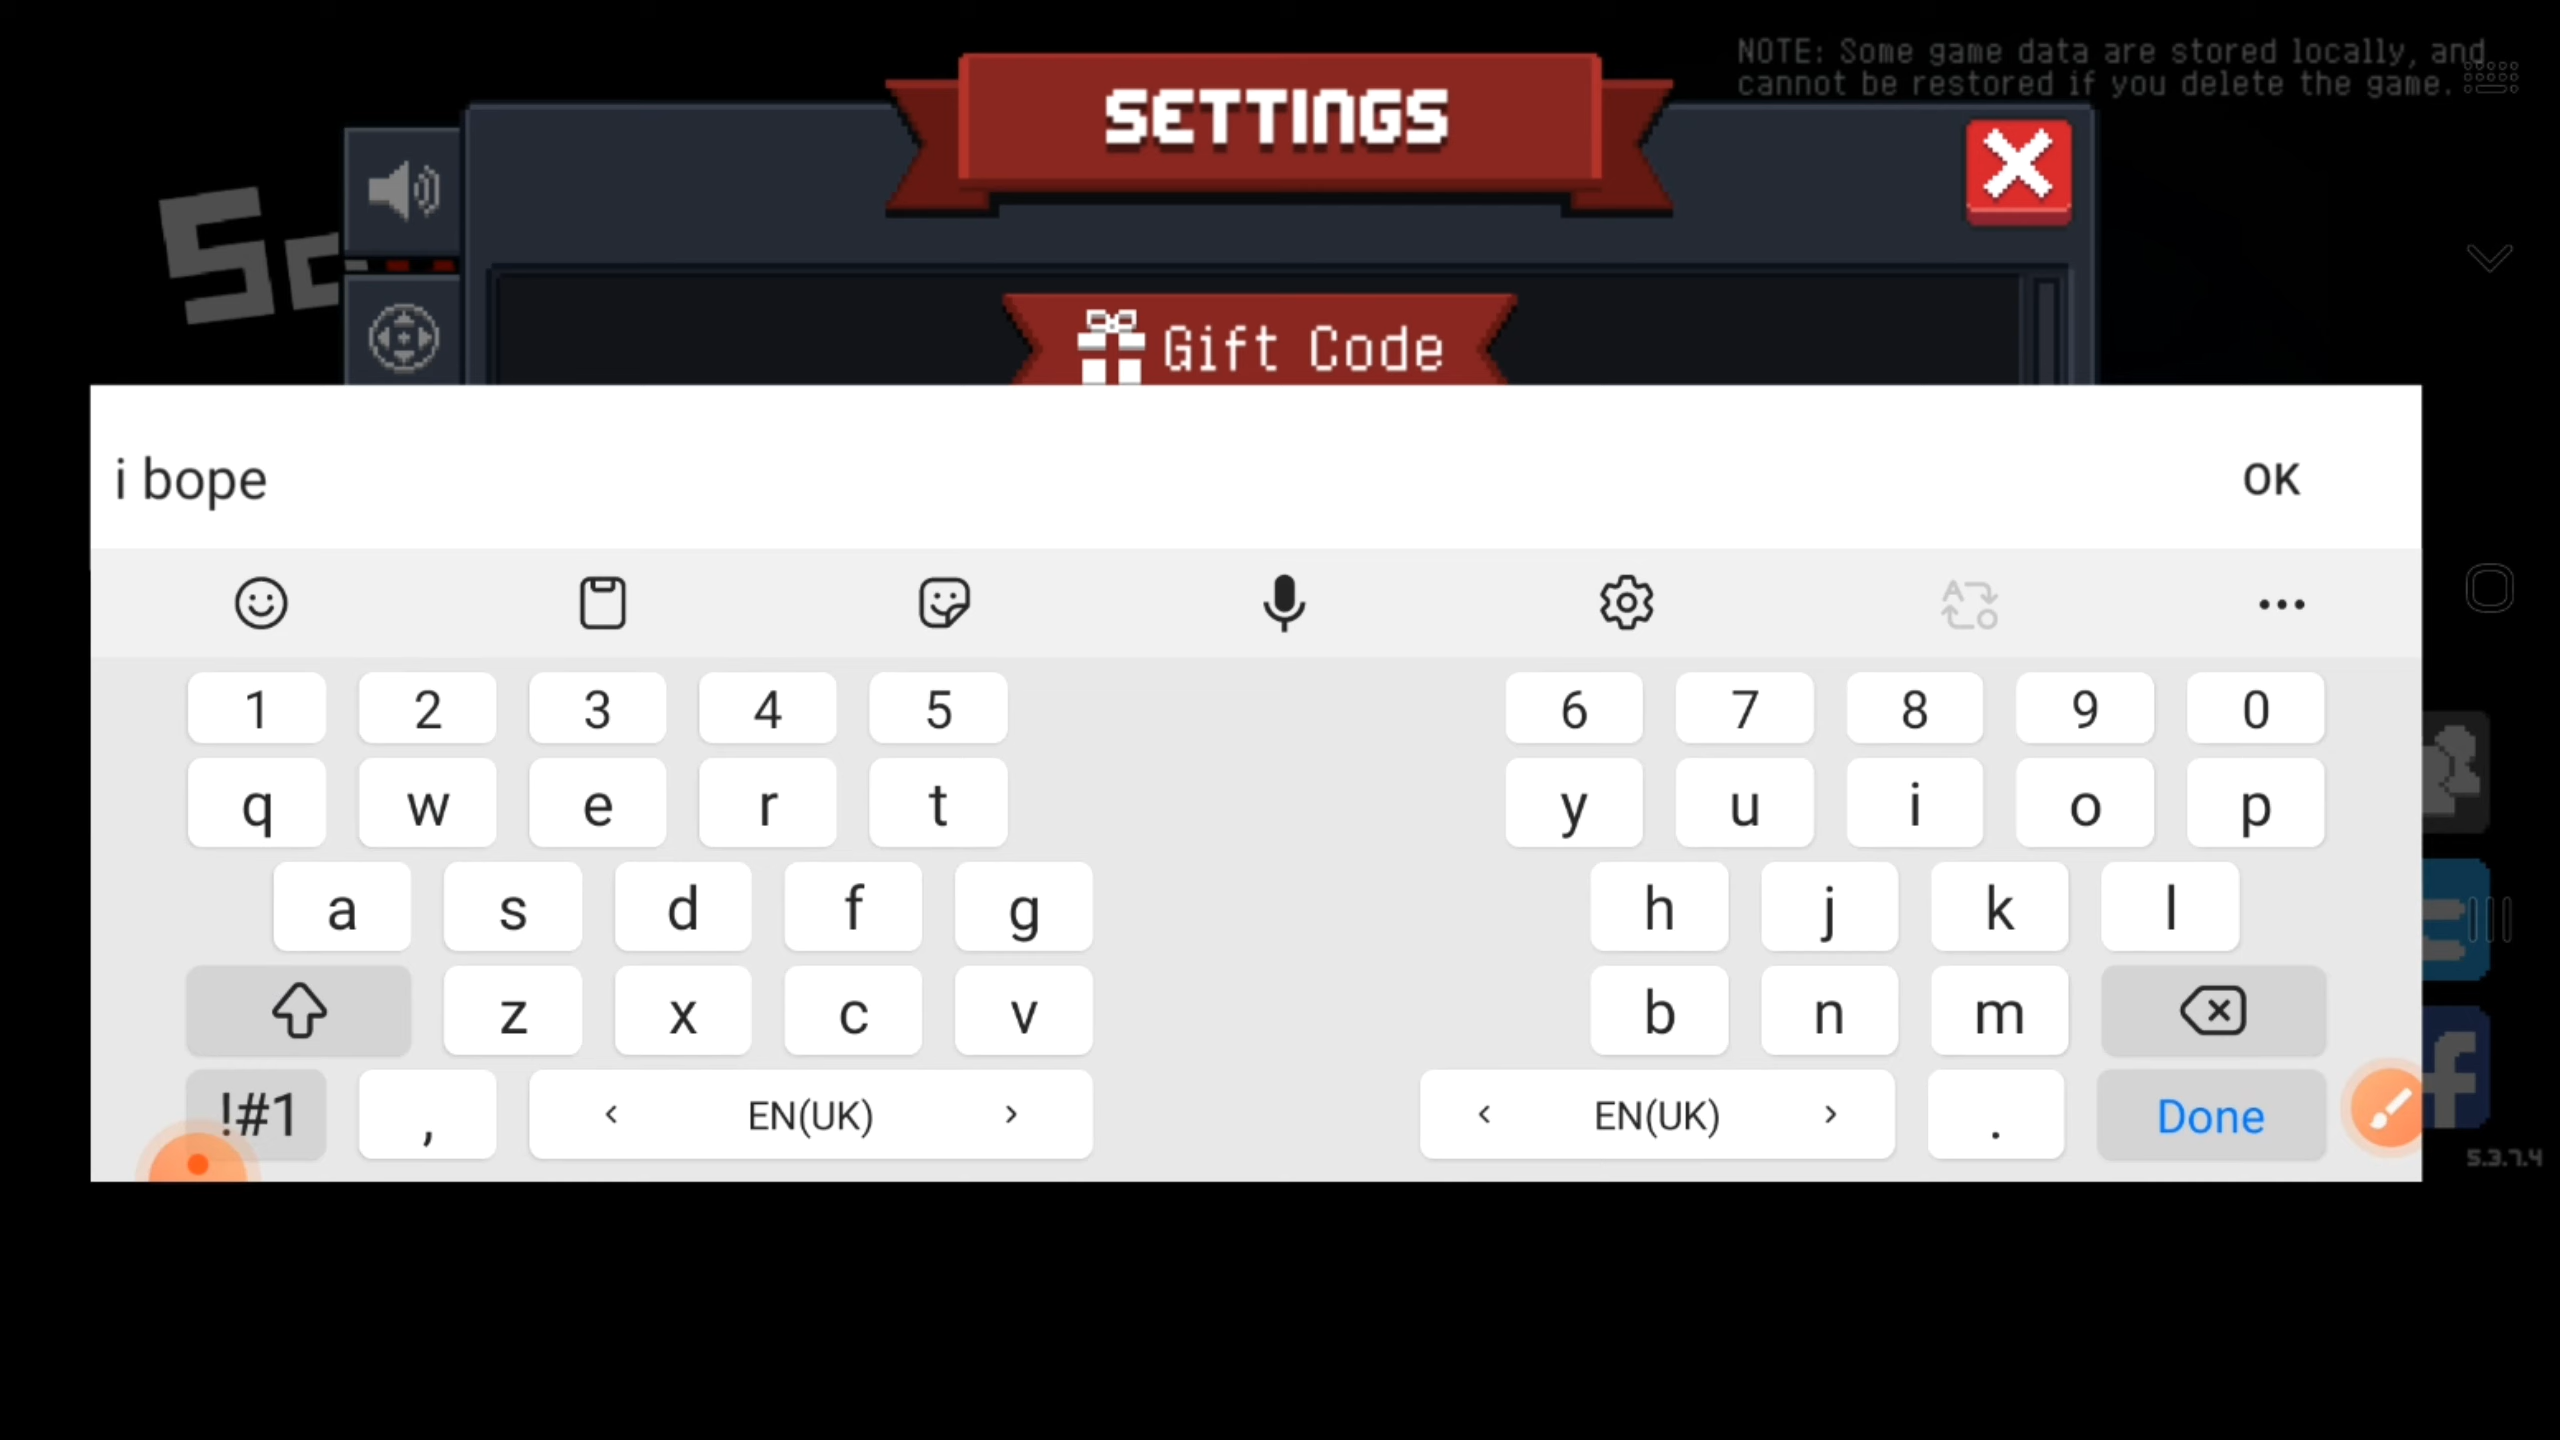 NOTE: Some game data are stored locally, and
cannot be restored if you delete the game.
SETTINGS
Gift Code
i bope
OK
1 2 3 4 5 6 7 8 9 0
q w e r t y u i o p
a s d f g h j k l
z x c v b n m
!#1 , < EN(UK) > < EN(UK) > . Done
5.3.7.4